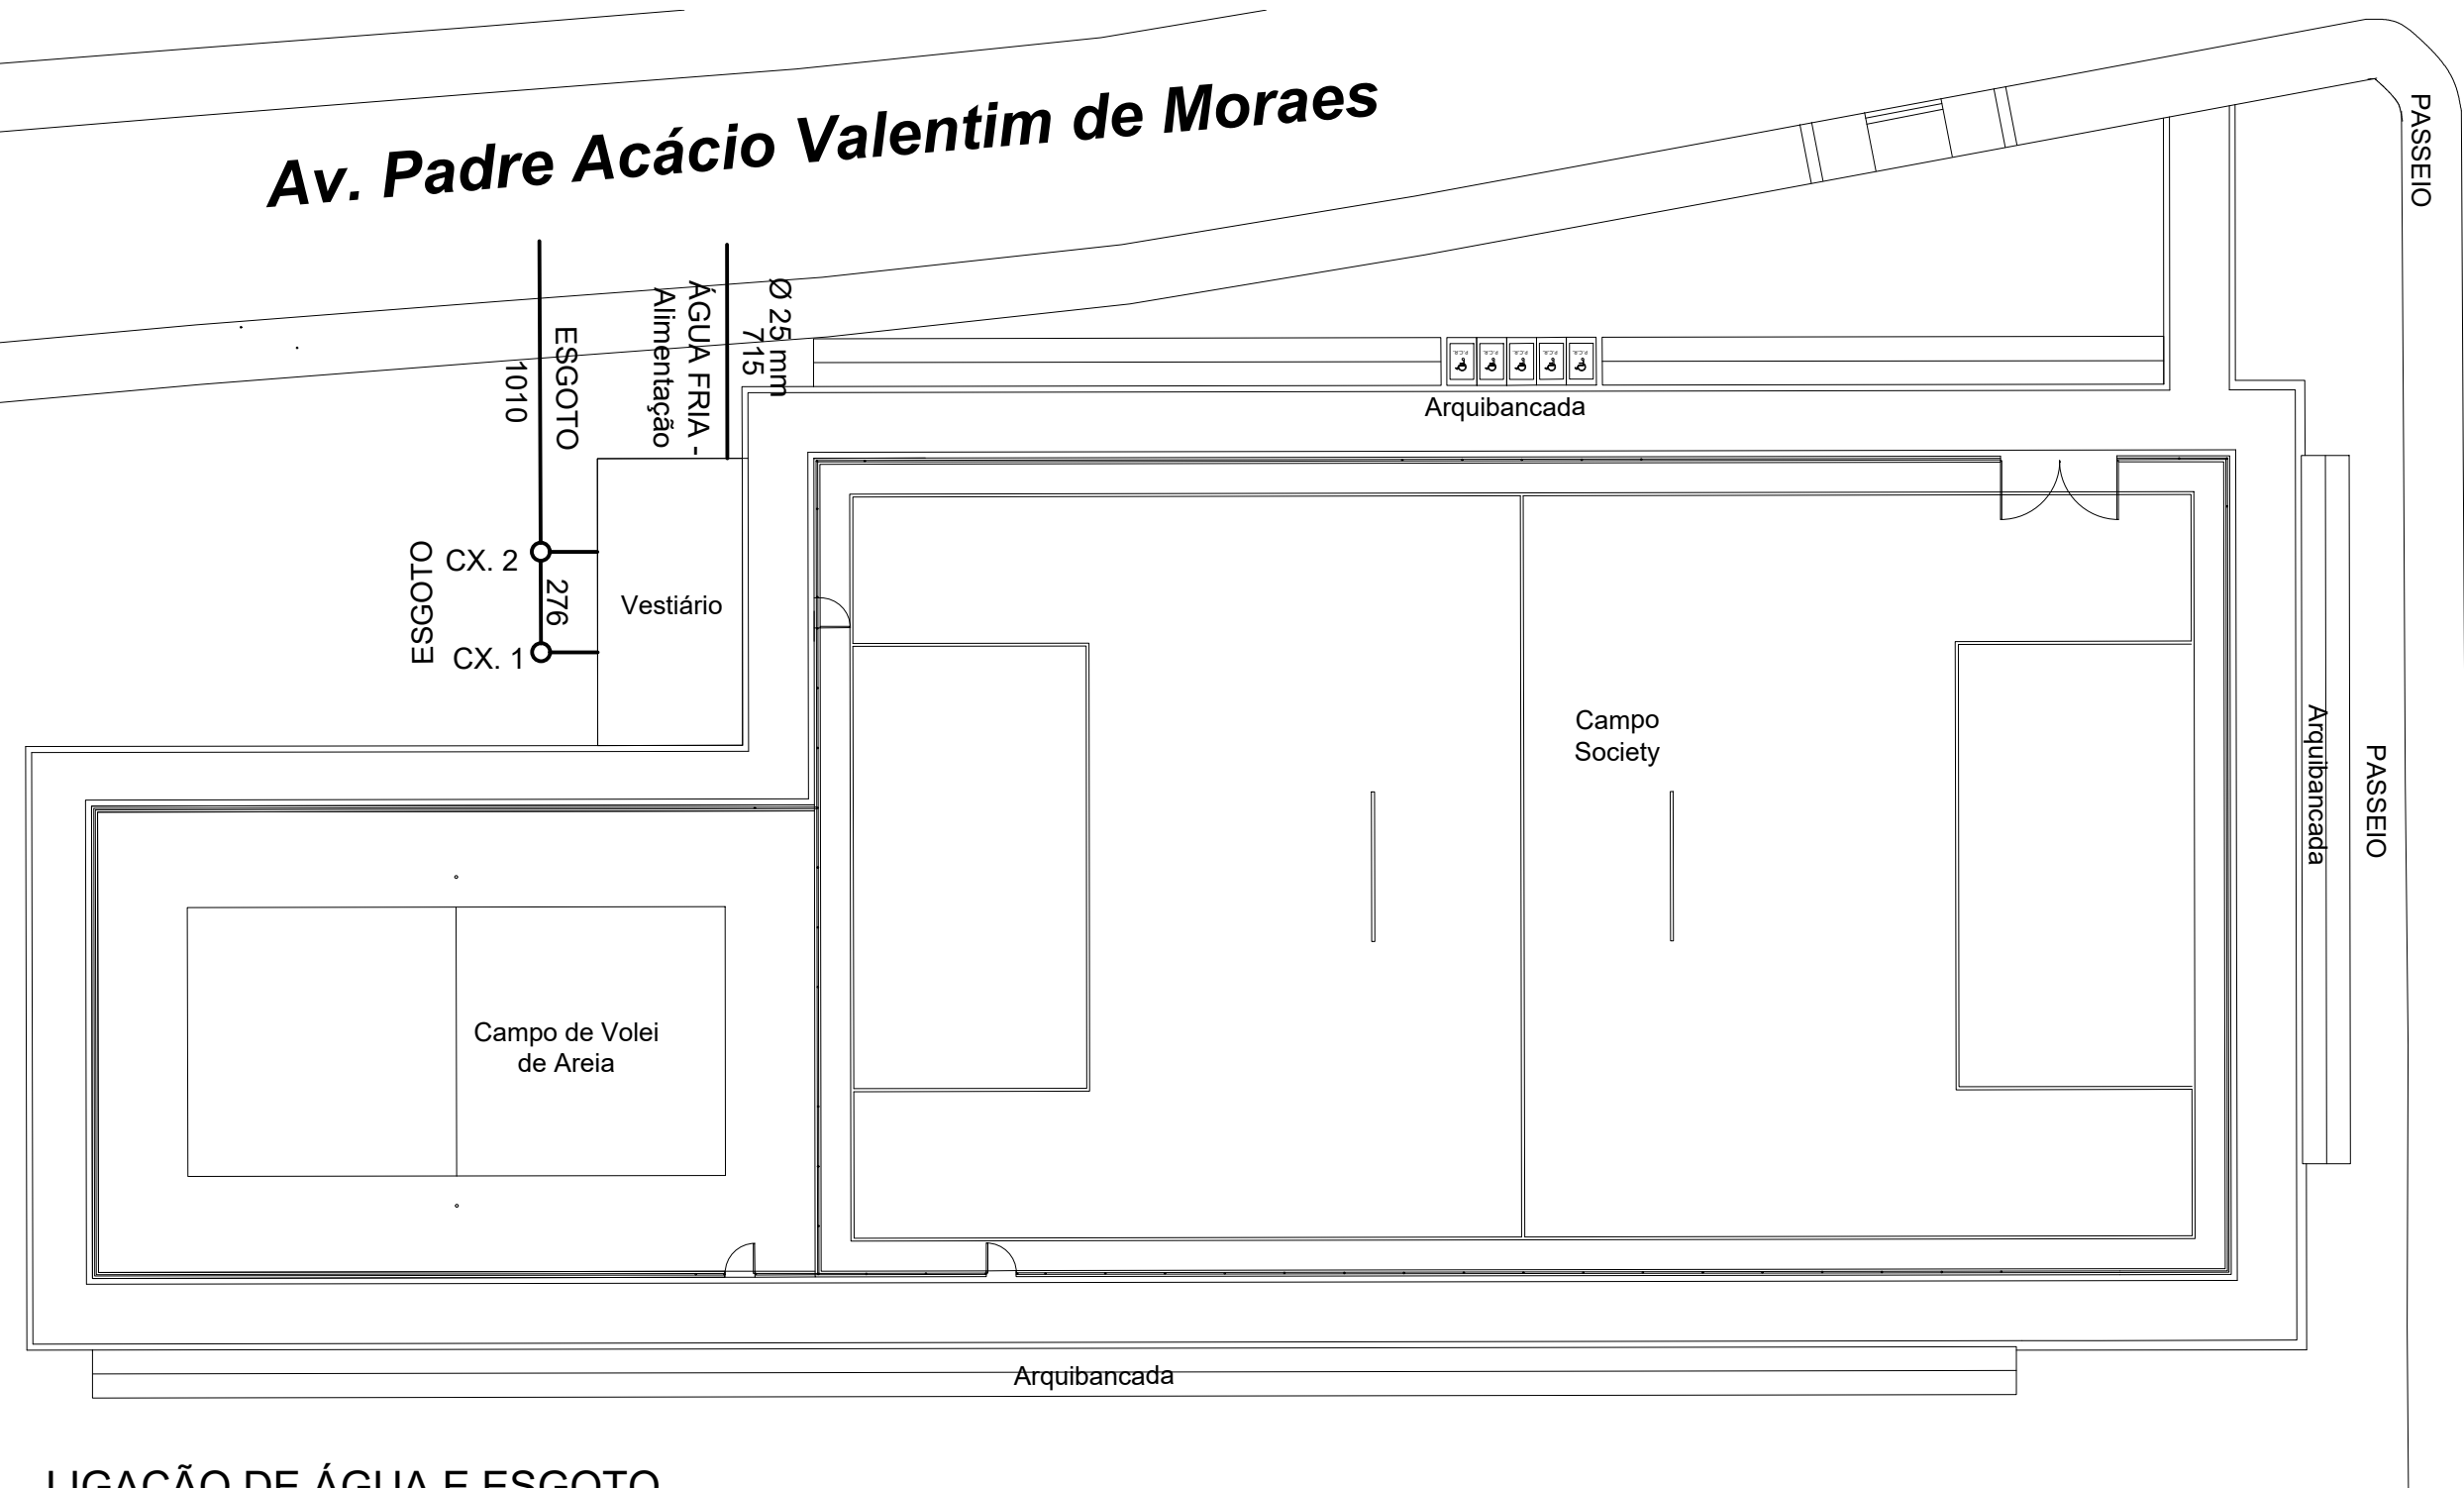 Av. Padre Acácio Valentim de Moraes
PASSEIO
Ø 25 mm
715
ÁGUA FRIA -
Alimentação
ESGOTO
1010
P.C.R.
P.C.R.
P.C.R.
P.C.R.
P.C.R.
Arquibancada
ESGOTO
CX. 2
276
CX. 1
Vestiário
Campo
Society
Arquibancada
PASSEIO
Campo de Volei
de Areia
Arquibancada
LIGAÇÃO DE ÁGUA E ESGOTO